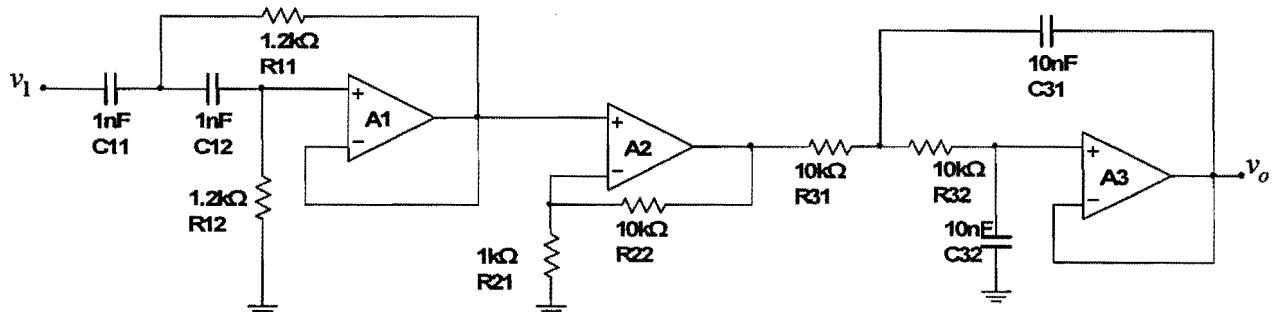 1.2kΩ
R11
v1
1nF
C11
1nF
C12
+
−
A1
1.2kΩ
R12
+
−
A2
10kΩ
R22
1kΩ
R21
10kΩ
R31
10kΩ
R32
10nF
C31
10nF
C32
+
−
A3
vo